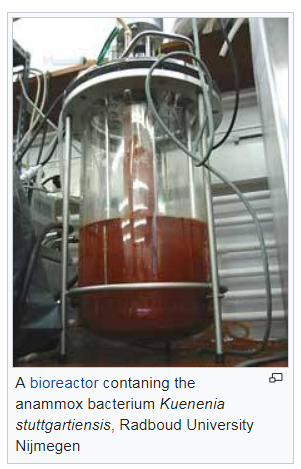 A bioreactor contaning the
anammox bacterium Kuenenia
stuttgartiensis, Radboud University
Nijmegen